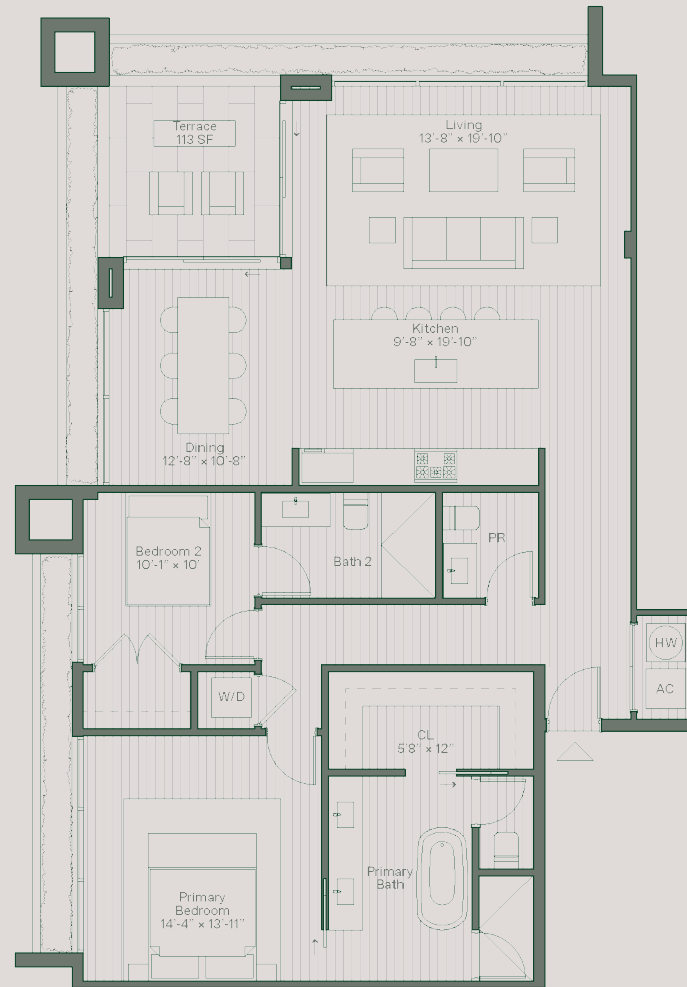 Terrace
113 SF
Living
13'-8" × 19'-10"
Kitchen
9'-8" × 19'-10"
Dining
12'-8" × 10'-8"
Bedroom 2
10'-1" × 10'
Bath 2
PR
HW
AC
W/D
CL
5'8" × 12"
Primary
Bath
Primary
Bedroom
14'-4" × 13'-11"